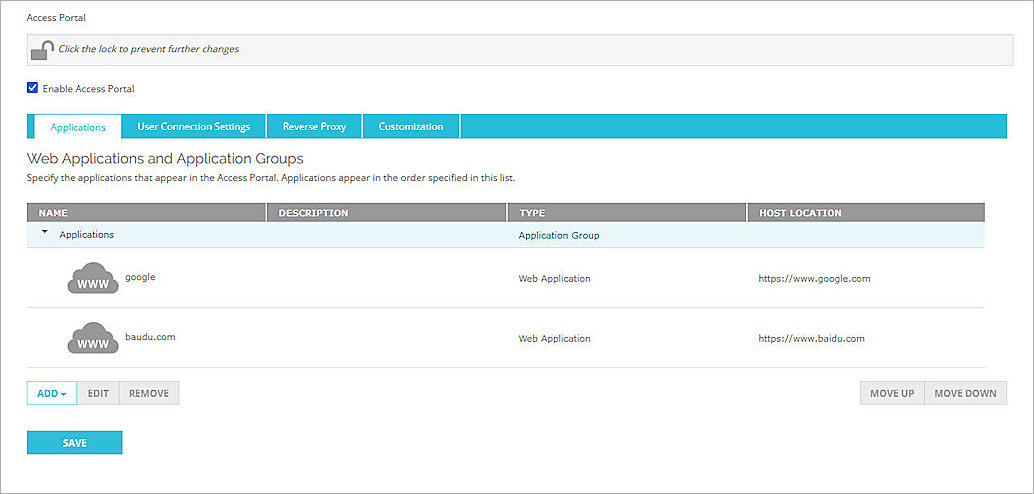 Access Portal
Click the lock to prevent further changes
Enable Access Portal
Applications User Connection Settings Reverse Proxy Customization
Web Applications and Application Groups
Specify the applications that appear in the Access Portal. Applications appear in the order specified in this list.
NAME DESCRIPTION TYPE HOST LOCATION
Applications Application Group
WWW google Web Application https://www.google.com
WWW baudu.com Web Application https://www.baidu.com
ADD EDIT REMOVE MOVE UP MOVE DOWN
SAVE